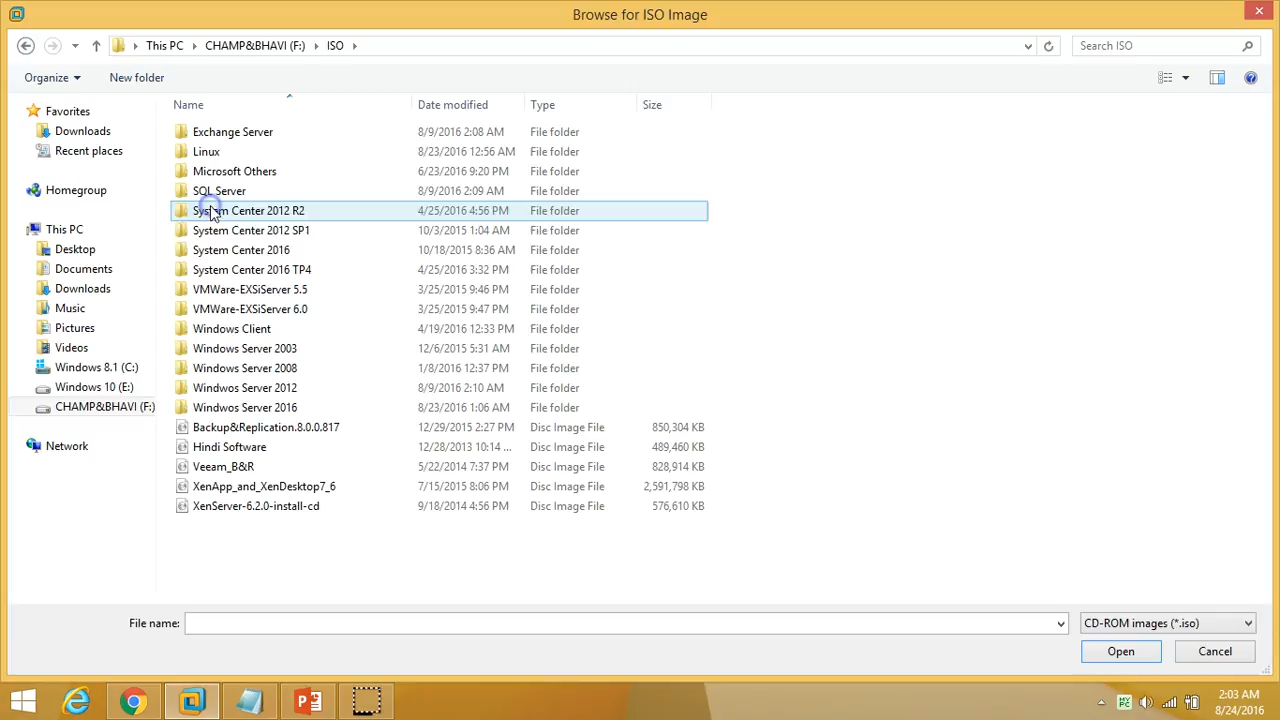 Browse for ISO Image
This PC CHAMP&BHAVI (F:) ISO
Search ISO
Organize New folder
Name Date modified Type Size
Favorites
Downloads
Recent places
Homegroup
This PC
Desktop
Documents
Downloads
Music
Pictures
Videos
Windows 8.1 (C:)
Windows 10 (E:)
CHAMP&BHAVI (F:)
Network
Exchange Server 8/9/2016 2:08 AM File folder
Linux 8/23/2016 12:56 AM File folder
Microsoft Others 6/23/2016 9:20 PM File folder
SQL Server 8/9/2016 2:09 AM File folder
System Center 2012 R2 4/25/2016 4:56 PM File folder
System Center 2012 SP1 10/3/2015 1:04 AM File folder
System Center 2016 10/18/2015 8:36 AM File folder
System Center 2016 TP4 4/25/2016 3:32 PM File folder
VMWare-EXSiServer 5.5 3/25/2015 9:46 PM File folder
VMWare-EXSiServer 6.0 3/25/2015 9:47 PM File folder
Windows Client 4/19/2016 12:33 PM File folder
Windows Server 2003 12/6/2015 5:31 AM File folder
Windows Server 2008 1/8/2016 12:37 PM File folder
Windwos Server 2012 8/9/2016 2:10 AM File folder
Windwos Server 2016 8/23/2016 1:06 AM File folder
Backup&Replication.8.0.0.817 12/29/2015 2:27 PM Disc Image File 850,304 KB
Hindi Software 12/28/2013 10:14 ... Disc Image File 489,460 KB
Veeam_B&R 5/22/2014 7:37 PM Disc Image File 828,914 KB
XenApp_and_XenDesktop7_6 7/15/2015 8:06 PM Disc Image File 2,591,798 KB
XenServer-6.2.0-install-cd 9/18/2014 4:56 PM Disc Image File 576,610 KB
File name:
CD-ROM images (*.iso)
Open Cancel
2:03 AM
8/24/2016